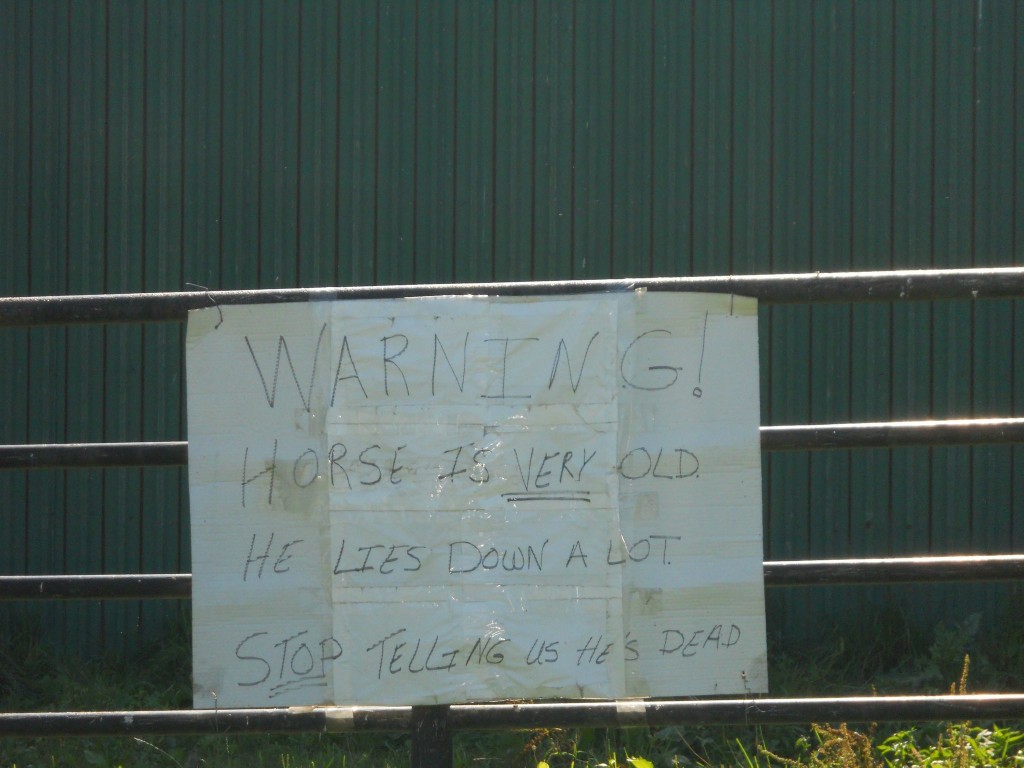 WARNING!
HORSE IS VERY OLD.
HE LIES DOWN A LOT.
STOP TELLING US HE'S DEAD